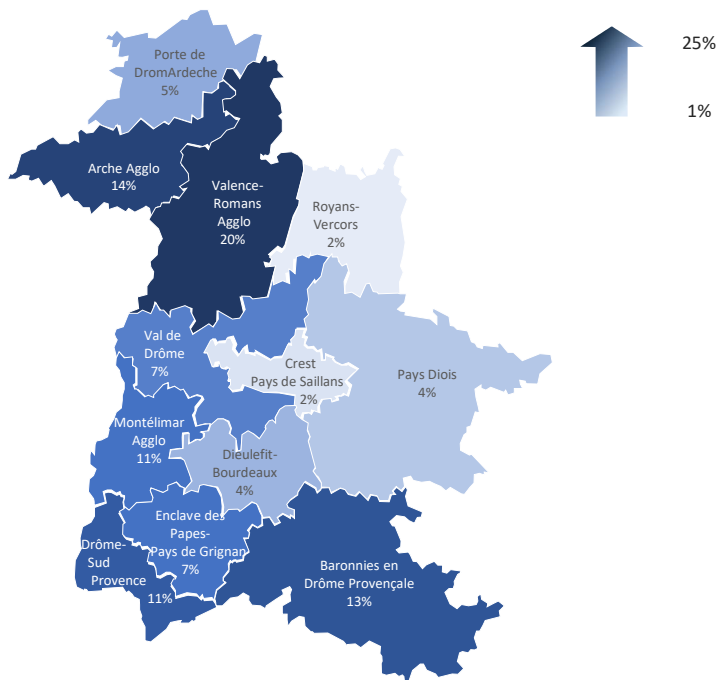 Porte de
DromArdeche
5%
25%
1%
Arche Agglo
14%
Valence-
Romans
Agglo
20%
Royans-
Vercors
2%
Val de
Drôme
7%
Crest
Pays de Saillans
2%
Pays Diois
4%
Montélimar
Agglo
11%
Dieulefit-
Bourdeaux
4%
Enclave des
Papes-
Pays de Grignan
7%
Drôme-
Sud
Provence
11%
Baronnies en
Drôme Provençale
13%